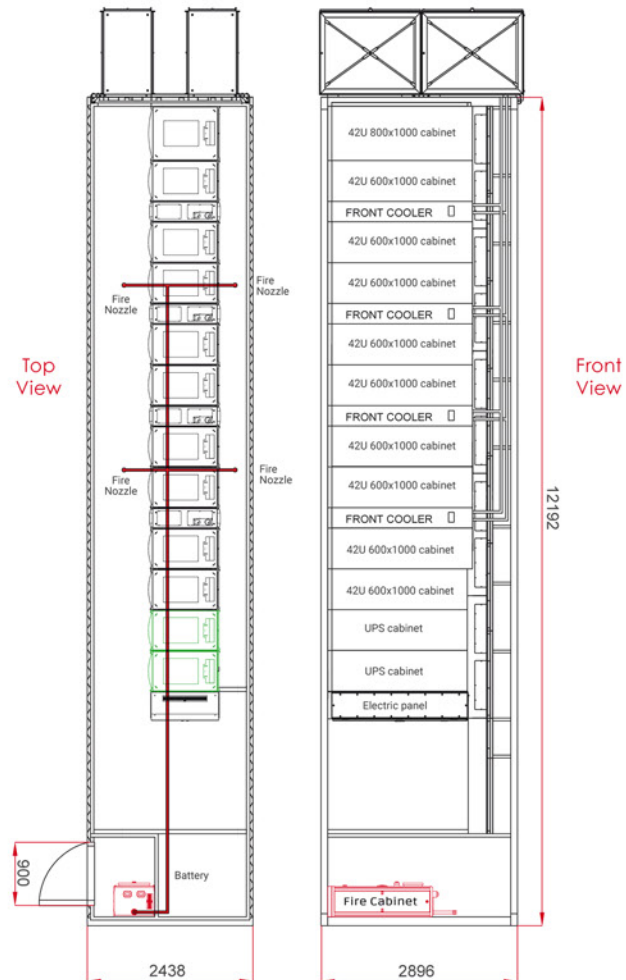 42U 800x1000 cabinet
42U 600x1000 cabinet
FRONT COOLER
42U 600x1000 cabinet
42U 600x1000 cabinet
FRONT COOLER
42U 600x1000 cabinet
42U 600x1000 cabinet
FRONT COOLER
42U 600x1000 cabinet
42U 600x1000 cabinet
FRONT COOLER
42U 600x1000 cabinet
42U 600x1000 cabinet
UPS cabinet
UPS cabinet
Electric panel
Fire Cabinet
Fire
Nozzle
Fire
Nozzle
Fire
Nozzle
Fire
Nozzle
Top
View
Front
View
Battery
900
12192
2438
2896